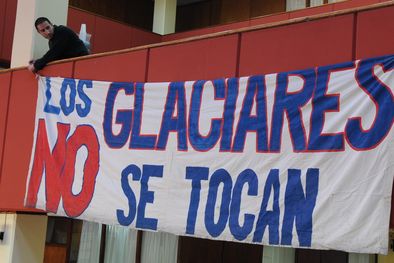 LOS GLACIARES
NO SE TOCAN